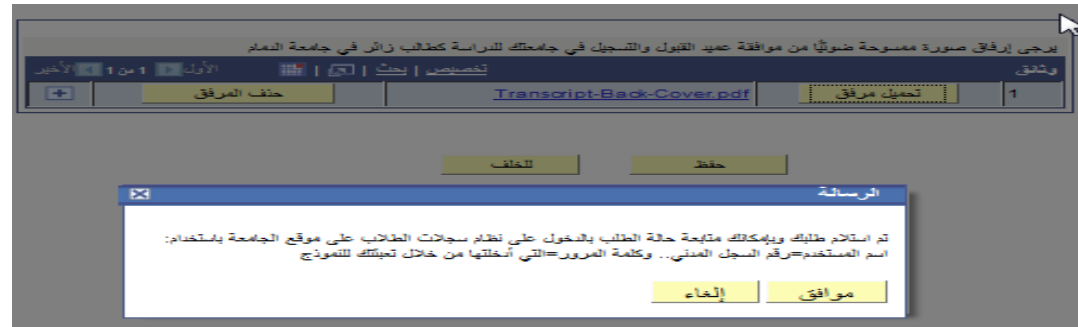 يرجى إرفاق صورة ممسوحة ضوئيًا من موافقة عميد القبول والتسجيل في جامعتك للدراسة كطالب زائر في جامعة الدمام
وثائق تخصيص | بحث | | الأول 1 من 1 الأخير
1 تحميل مرفق Transcript-Back-Cover.pdf حذف المرفق
حفظ للخلف
الرسالة
تم استلام طلبك وبإمكانك متابعة حالة الطلب بالدخول على نظام سجلات الطلاب على موقع الجامعة باستخدام:
اسم المستخدم=رقم السجل المدني.. وكلمة المرور=التي أدخلتها من خلال تعبئتك للنموذج
موافق إلغاء